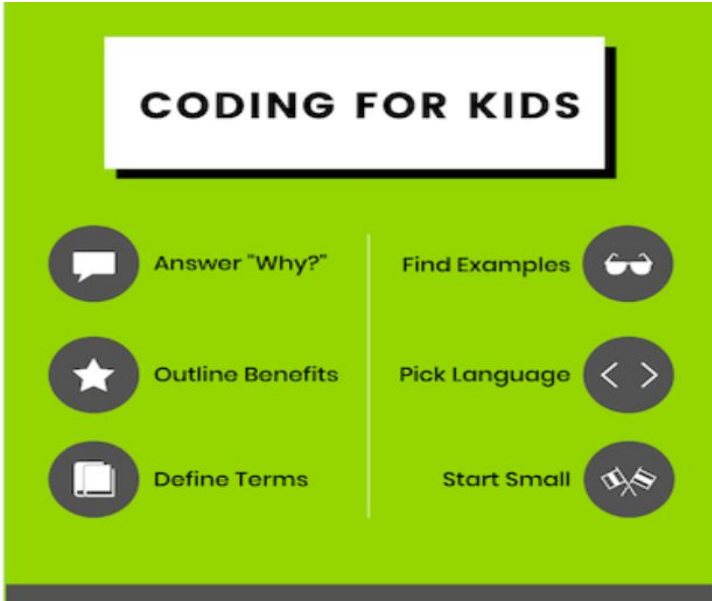 CODING FOR KIDS
Answer "Why?"
Outline Benefits
Define Terms
Find Examples
Pick Language
Start Small